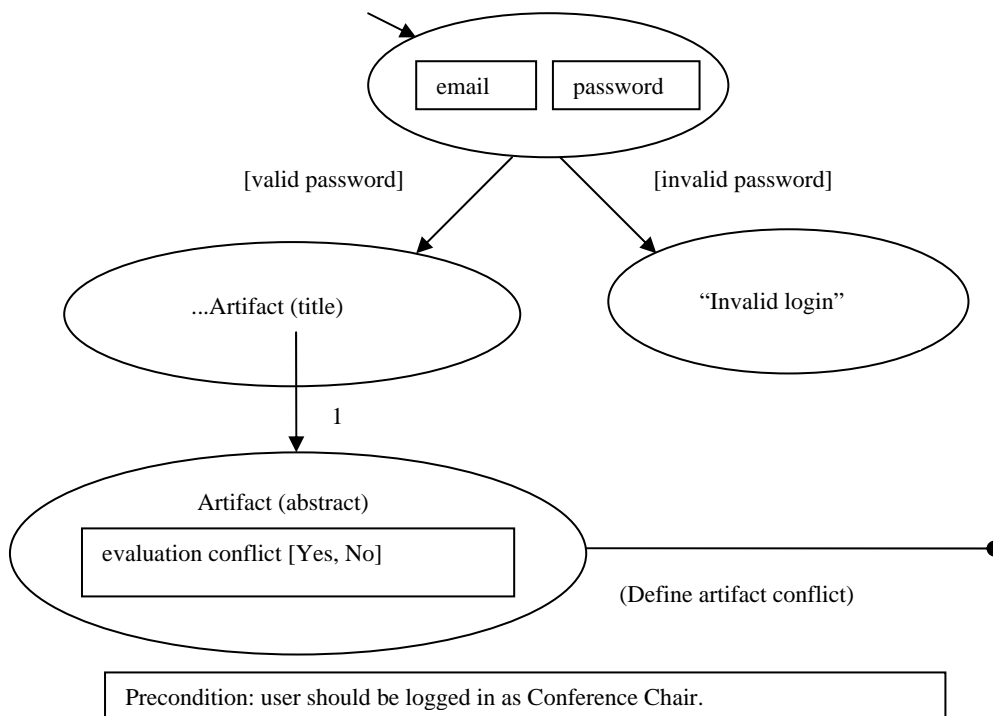 email
password
[valid password]
[invalid password]
...Artifact (title)
“Invalid login”
1
Artifact (abstract)
evaluation conflict [Yes, No]
(Define artifact conflict)
Precondition: user should be logged in as Conference Chair.